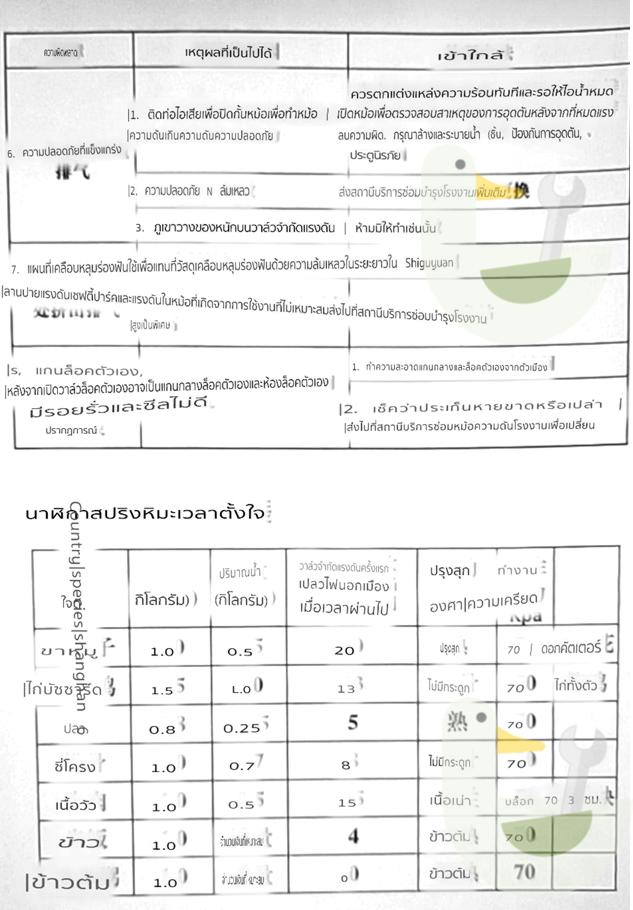 ความผิดพลาด
เหตุผลที่เป็นไปได้
เข้าใกล้
6. ความปลอดภัยที่แข็งแกร่ง
排气
1. ติดท่อไอเสียเพื่อปิดกั้นหม้อเพื่อทำหม้อ
ความดันเกินความดันความปลอดภัย
ควรตกแต่งแหล่งความร้อนทันทีและรอให้ไอน้ำหมด
เปิดหม้อเพื่อตรวจสอบสาเหตุของการอุดตันหลังจากที่หมดแรง
ลบความผิด. กรุณาล้างและระบายน้ำ (ชั้น, ป้องกันการอุดตัน,
ประตูนิรภัย
2. ความปลอดภัย N ล้มเหลว
ส่งสถานีบริการซ่อมบำรุงโรงงานเพิ่มเติม 换
3. ภูเขาวางของหนักบนวาล์วจำกัดแรงดัน
ห้ามมิให้ทำเช่นนั้น
7. แผนที่เคลือบหลุมร่องฟันใช้เพื่อแทนที่วัสดุเคลือบหลุมร่องฟันด้วยความล้มเหลวในระยะยาวใน Shiguyuan
ลานปายแรงดันเซฟตี้ปาร์คและแรงดันในหม้อที่เกิดจากการใช้งานที่ไม่เหมาะสมส่งไปที่สถานีบริการซ่อมบำรุงโรงงาน
สูงเป็นพิเศษ
s, แกนล็อคตัวเอง,
หลังจากเปิดวาล์วล็อคตัวเองอาจเป็นแกนกลางล็อคตัวเองและห้องล็อคตัวเอง
มีรอยรั่วและซีลไม่ดี
ปรากฏการณ์
1. ทำความสะอาดแกนกลางและล็อคตัวเองจากตัวเมือง
2. เช็คว่าประเก็นหายขาดหรือเปล่า
ส่งไปที่สถานีบริการซ่อมหม้อความดันโรงงานเพื่อเปลี่ยน
นาฬิกาสปริงหิมะเวลาตั้งใจ
Country|species|shanglian
กิโลกรัม)
ปริมาณน้ำ
(กิโลกรัม)
วาล์วจำกัดแรงดันครั้งแรก
เปลวไฟนอกเมือง
เมื่อเวลาผ่านไป
ปรุงสุก ทำงาน
องศา|ความเครียด
Kpa
ขาหมู 1.0 0.5 20 ปรุงสุก 70 | ดอกคัตเตอร์
ไก่บัซซาร์ด 1.5 L.0 13 ไม่มีกระดูก 70 ไก่ทั้งตัว
ปลา 0.8 0.25 5 熟 70
ซี่โครง 1.0 0.7 8 ไม่มีกระดูก 70
เนื้อวัว 1.0 0.5 15 เนื้อเน่า บล็อก 70 3 ซม.
ข้าว 1.0 จำนวนเงินที่เหมาะสม 4 ข้าวต้ม 70
ข้าวต้ม 1.0 จำนวนเงินที่เหมาะสม 0 ข้าวต้ม 70